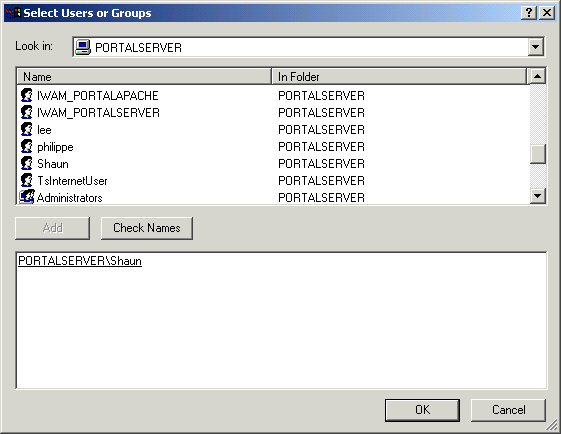 Select Users or Groups
Look in: PORTALSERVER
Name In Folder
IWAM_PORTALAPACHE PORTALSERVER
IWAM_PORTALSERVER PORTALSERVER
lee PORTALSERVER
philippe PORTALSERVER
Shaun PORTALSERVER
TsInternetUser PORTALSERVER
Administrators PORTALSERVER
Add Check Names
PORTALSERVER\Shaun
OK Cancel